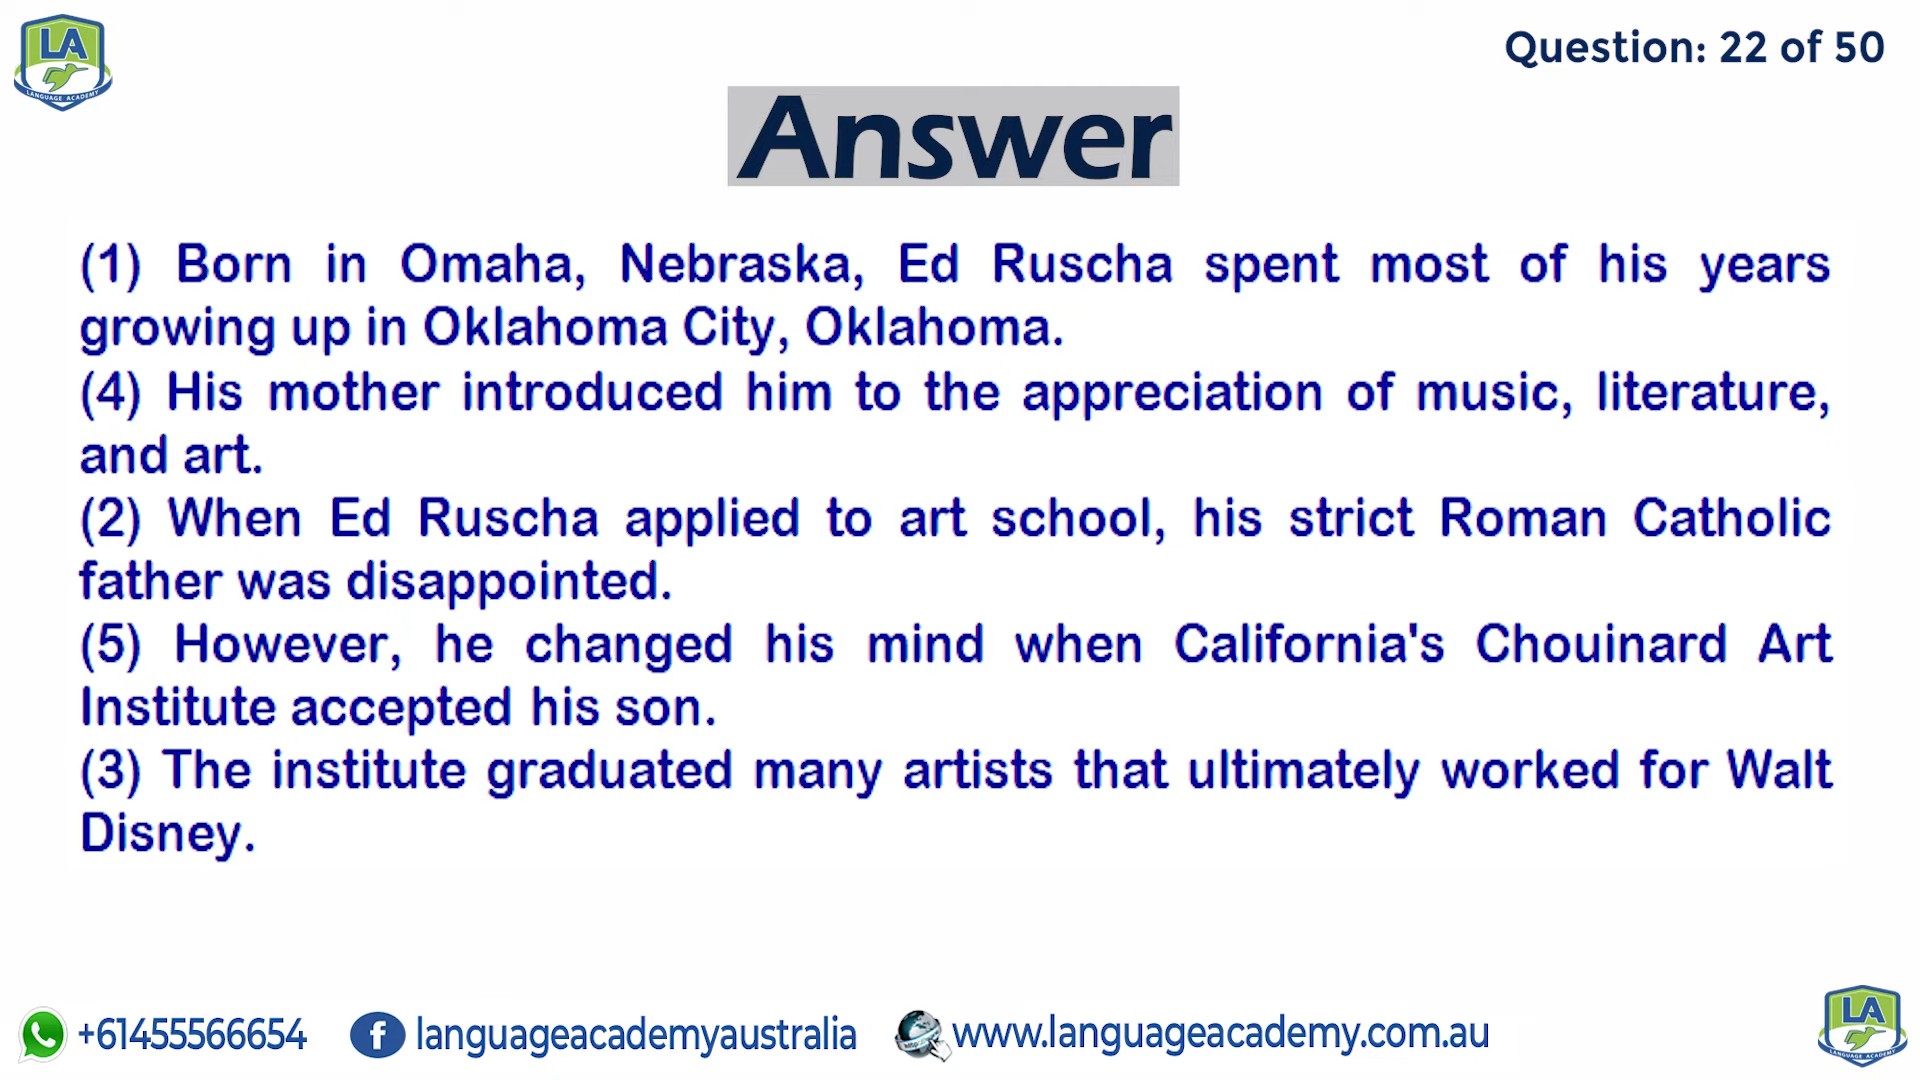 LA
LANGUAGE ACADEMY
Question: 22 of 50
Answer
(1) Born in Omaha, Nebraska, Ed Ruscha spent most of his years
growing up in Oklahoma City, Oklahoma.
(4) His mother introduced him to the appreciation of music, literature,
and art.
(2) When Ed Ruscha applied to art school, his strict Roman Catholic
father was disappointed.
(5) However, he changed his mind when California's Chouinard Art
Institute accepted his son.
(3) The institute graduated many artists that ultimately worked for Walt
Disney.
+61455566654
f languageacademyaustralia
www.languageacademy.com.au
LA
LANGUAGE ACADEMY